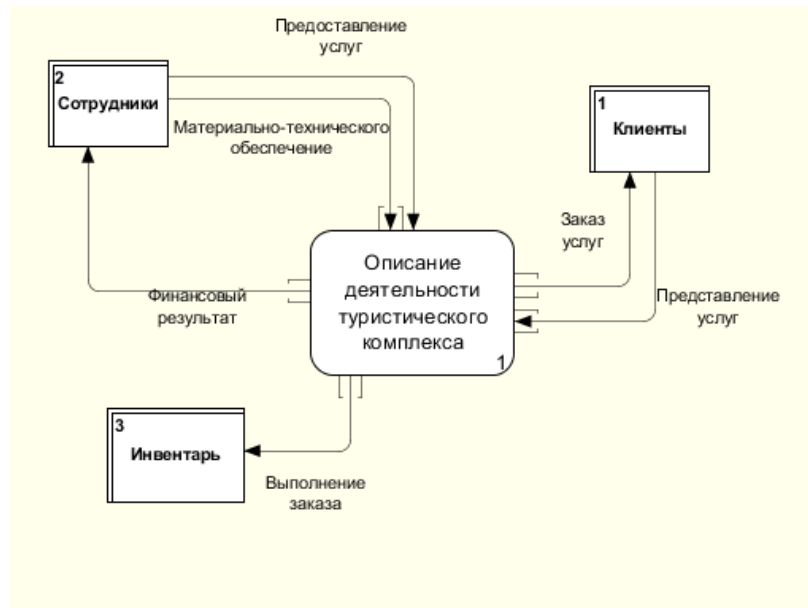 Предоставление
услуг
2
Сотрудники
1
Клиенты
Материально-технического
обеспечение
Заказ
услуг
Описание
деятельности
туристического
комплекса
1
Финансовый
результат
Представление
услуг
3
Инвентарь
Выполнение
заказа